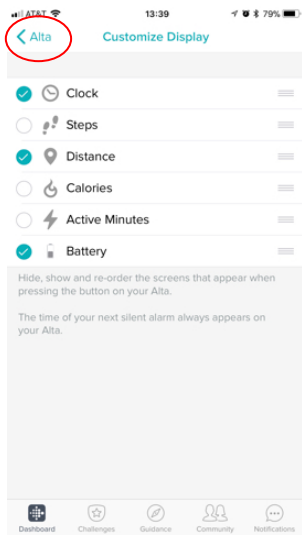 AT&T 13:39 79%
Alta Customize Display
Clock
Steps
Distance
Calories
Active Minutes
Battery
Hide, show and re-order the screens that appear when
pressing the button on your Alta.
The time of your next silent alarm always appears on
your Alta.
Dashboard Challenges Guidance Community Notifications